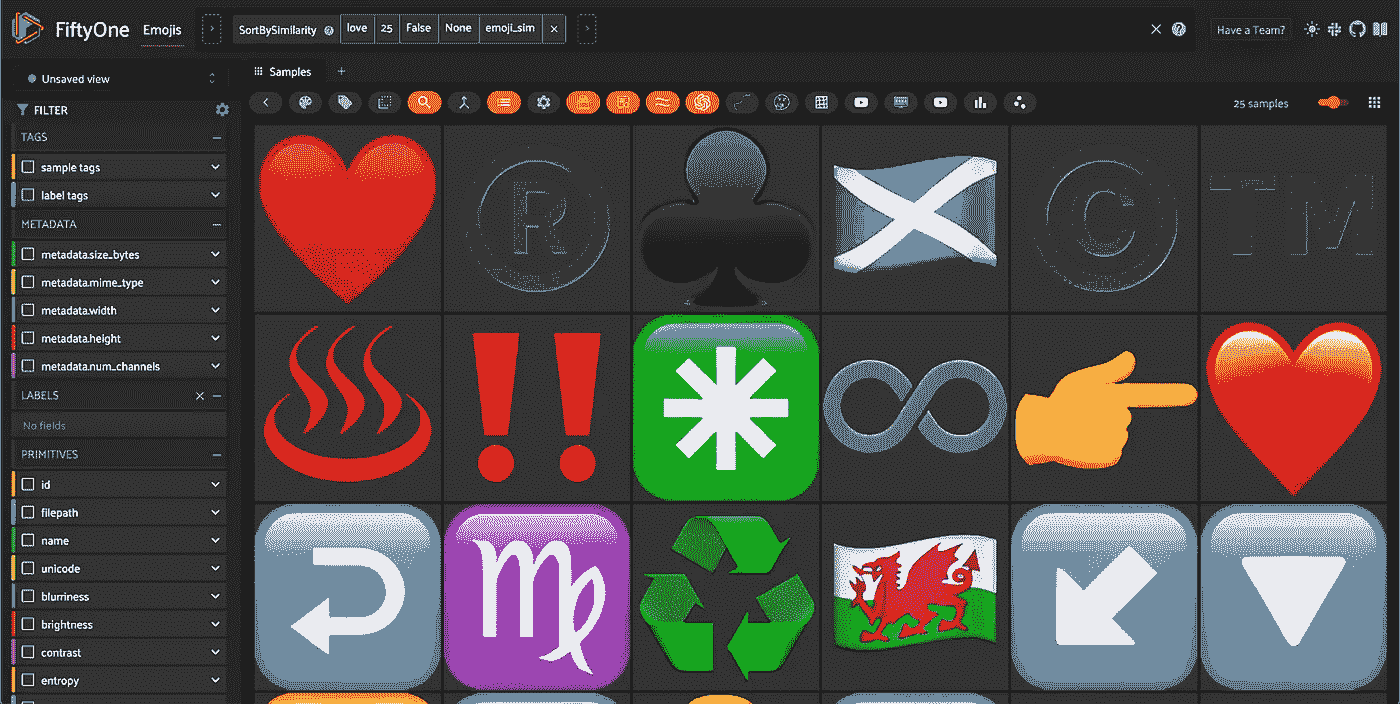 FiftyOne Emojis SortBySimilarity love 25 False None emoji_sim Have a Team?
Unsaved view Samples +
FILTER 25 samples
TAGS
sample tags
label tags
METADATA
metadata.size_bytes
metadata.mime_type
metadata.width
metadata.height
metadata.num_channels
LABELS
No fields
PRIMITIVES
id
filepath
name
unicode
blurriness
brightness
contrast
entropy
R
C
TM